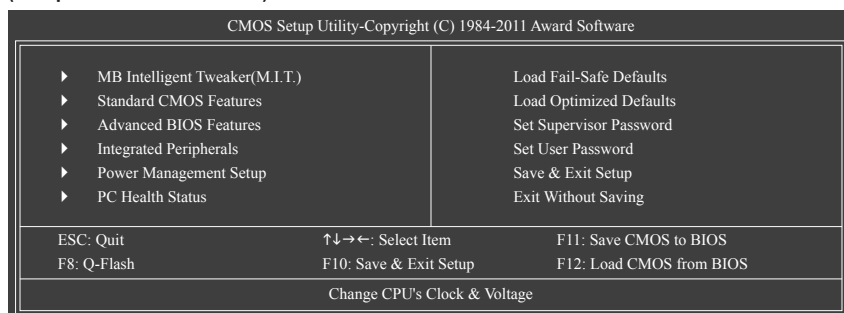 CMOS Setup Utility-Copyright (C) 1984-2011 Award Software
MB Intelligent Tweaker(M.I.T.)
Standard CMOS Features
Advanced BIOS Features
Integrated Peripherals
Power Management Setup
PC Health Status
Load Fail-Safe Defaults
Load Optimized Defaults
Set Supervisor Password
Set User Password
Save & Exit Setup
Exit Without Saving
ESC: Quit ↑↓→←: Select Item F11: Save CMOS to BIOS
F8: Q-Flash F10: Save & Exit Setup F12: Load CMOS from BIOS
Change CPU's Clock & Voltage